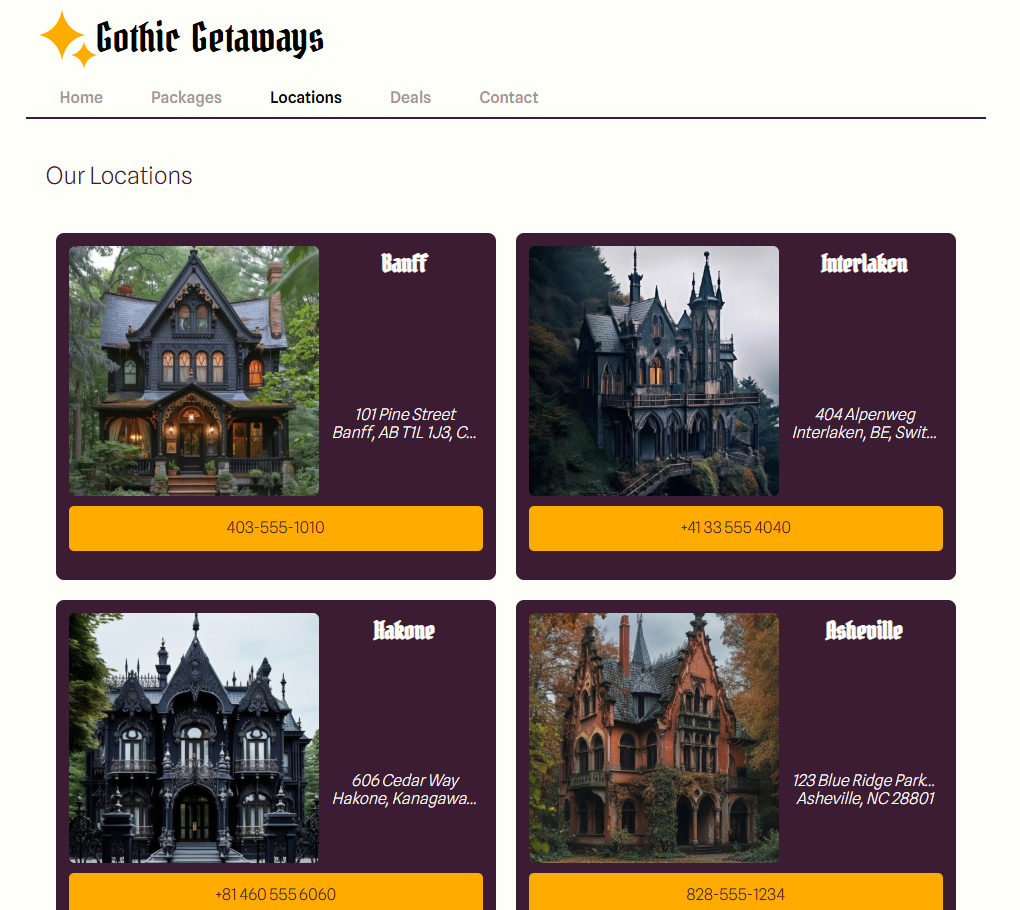 Gothic Getaways
Home Packages Locations Deals Contact
Our Locations
Banff
101 Pine Street
Banff, AB T1L 1J3, C...
403-555-1010
Interlaken
404 Alpenweg
Interlaken, BE, Swit...
+41 33 555 4040
Hakone
606 Cedar Way
Hakone, Kanagawa...
+81 460 555 6060
Asheville
123 Blue Ridge Park...
Asheville, NC 28801
828-555-1234